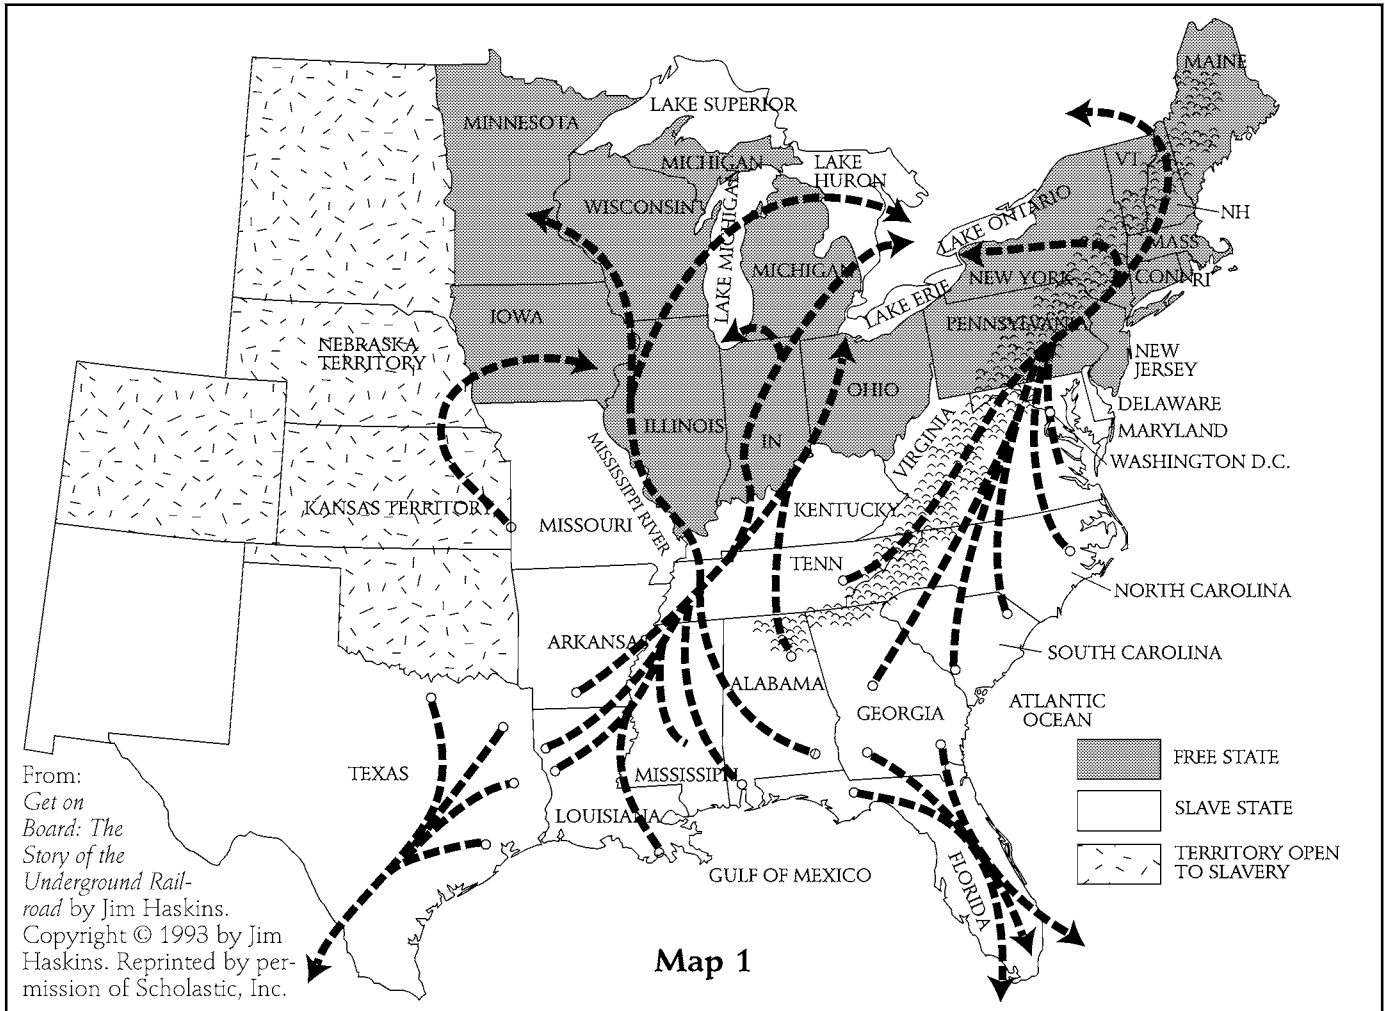 MAINE
LAKE SUPERIOR
MINNESOTA
MICHIGAN
LAKE
HURON
VT
WISCONSIN
LAKE MICHIGAN
LAKE ONTARIO
NH
MASS
MICHIGAN
NEW YORK
CONN
RI
LAKE ERIE
IOWA
PENNSYLVANIA
NEBRASKA
TERRITORY
NEW
JERSEY
OHIO
DELAWARE
ILLINOIS
IN
VIRGINIA
MARYLAND
WASHINGTON D.C.
MISSISSIPPI RIVER
KANSAS TERRITORY
MISSOURI
KENTUCKY
TENN
NORTH CAROLINA
ARKANSAS
SOUTH CAROLINA
ALABAMA
ATLANTIC
OCEAN
GEORGIA
TEXAS
MISSISSIPPI
LOUISIANA
FLORIDA
GULF OF MEXICO
FREE STATE
SLAVE STATE
TERRITORY OPEN
TO SLAVERY
From:
Get on
Board: The
Story of the
Underground Rail-
road by Jim Haskins.
Copyright © 1993 by Jim
Haskins. Reprinted by per-
mission of Scholastic, Inc.
Map 1